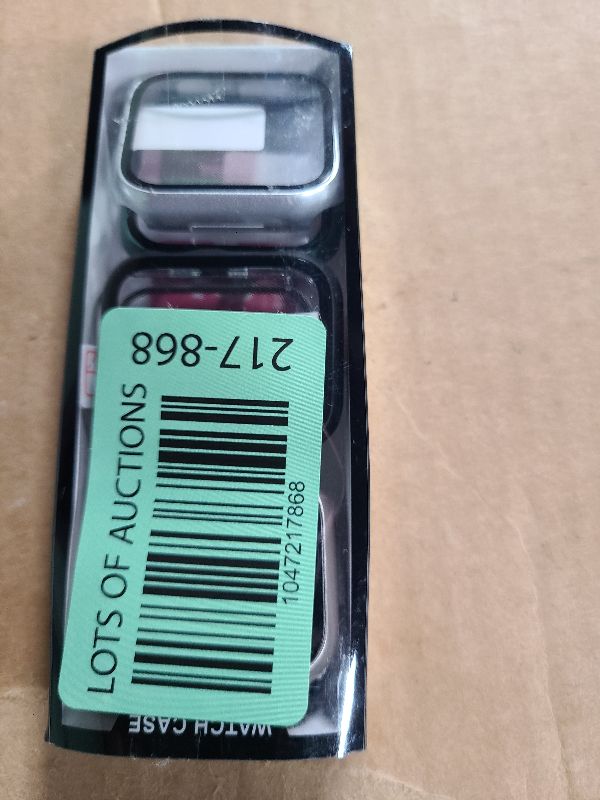 217-868
LOTS OF AUCTIONS
1047217868
WATCH CASE